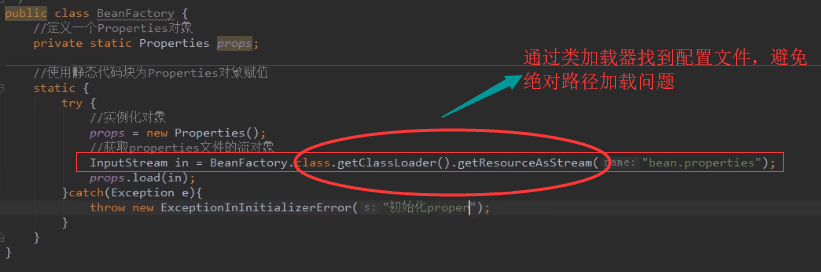 public class BeanFactory {
//定义一个Properties对象
private static Properties props;
通过类加载器找到配置文件，避免
绝对路径加载问题
//使用静态代码块为Properties对象赋值
static {
try {
//实例化对象
props = new Properties();
//获取properties文件的流对象
InputStream in = BeanFactory.class.getClassLoader().getResourceAsStream( name: "bean.properties");
props.load(in);
}catch(Exception e){
throw new ExceptionInInitializerError( s: "初始化proper");
}
}
}